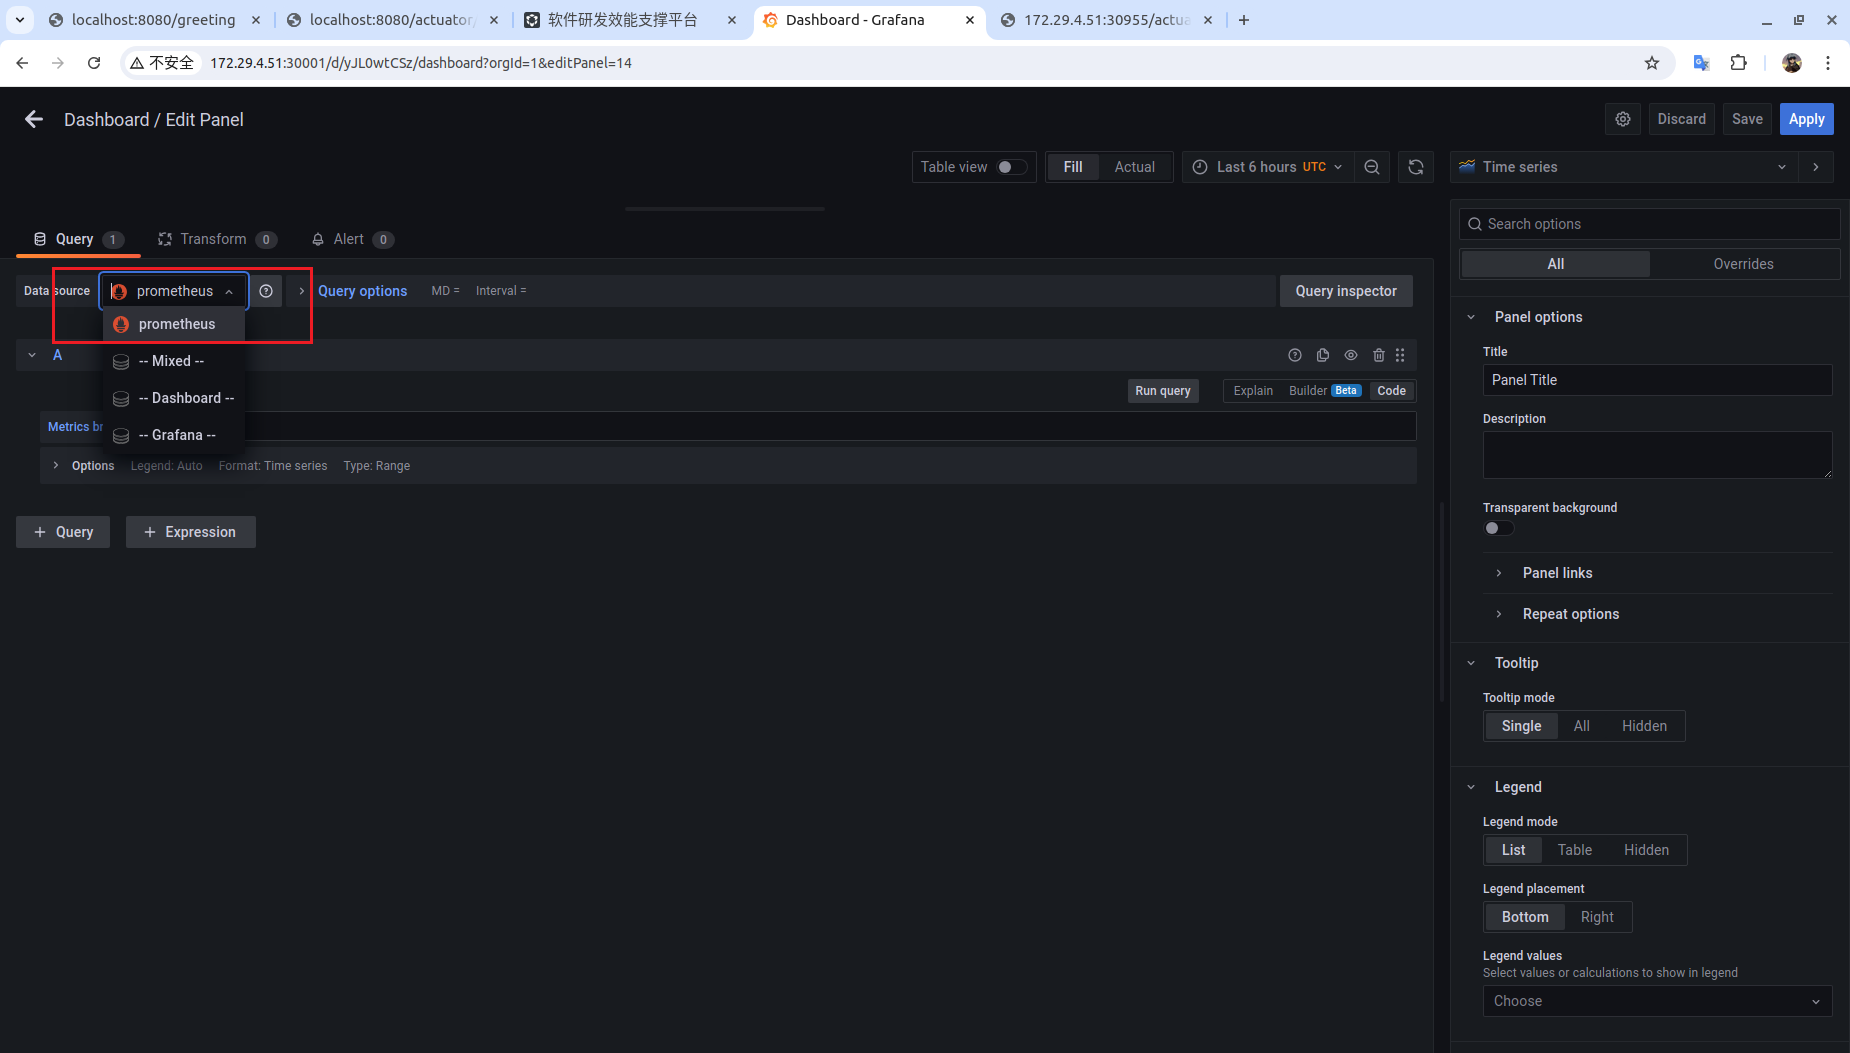 localhost:8080/greeting
localhost:8080/actuator/
软件研发效能支撑平台
Dashboard - Grafana
172.29.4.51:30955/actua
不安全
172.29.4.51:30001/d/yJL0wtCSz/dashboard?orgId=1&editPanel=14
Dashboard / Edit Panel
Discard
Save
Apply
Table view
Fill
Actual
Last 6 hours UTC
Time series
Query 1
Transform 0
Alert 0
Search options
All
Overrides
Data source
prometheus
Query options
MD =
Interval =
Query inspector
prometheus
-- Mixed --
-- Dashboard --
-- Grafana --
A
Run query
Explain
Builder Beta
Code
Metrics br
Options
Legend: Auto
Format: Time series
Type: Range
+ Query
+ Expression
Panel options
Title
Panel Title
Description
Transparent background
Panel links
Repeat options
Tooltip
Tooltip mode
Single
All
Hidden
Legend
Legend mode
List
Table
Hidden
Legend placement
Bottom
Right
Legend values
Select values or calculations to show in legend
Choose